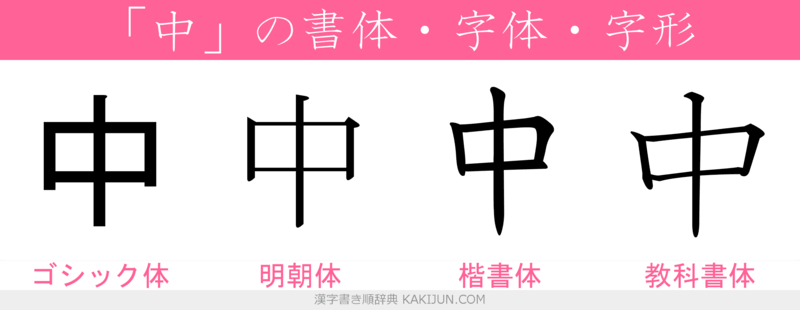 「中」の書体・字体・字形
中 中 中 中
ゴシック体 明朝体 楷書体 教科書体
漢字書き順辞典 KAKIJUN.COM